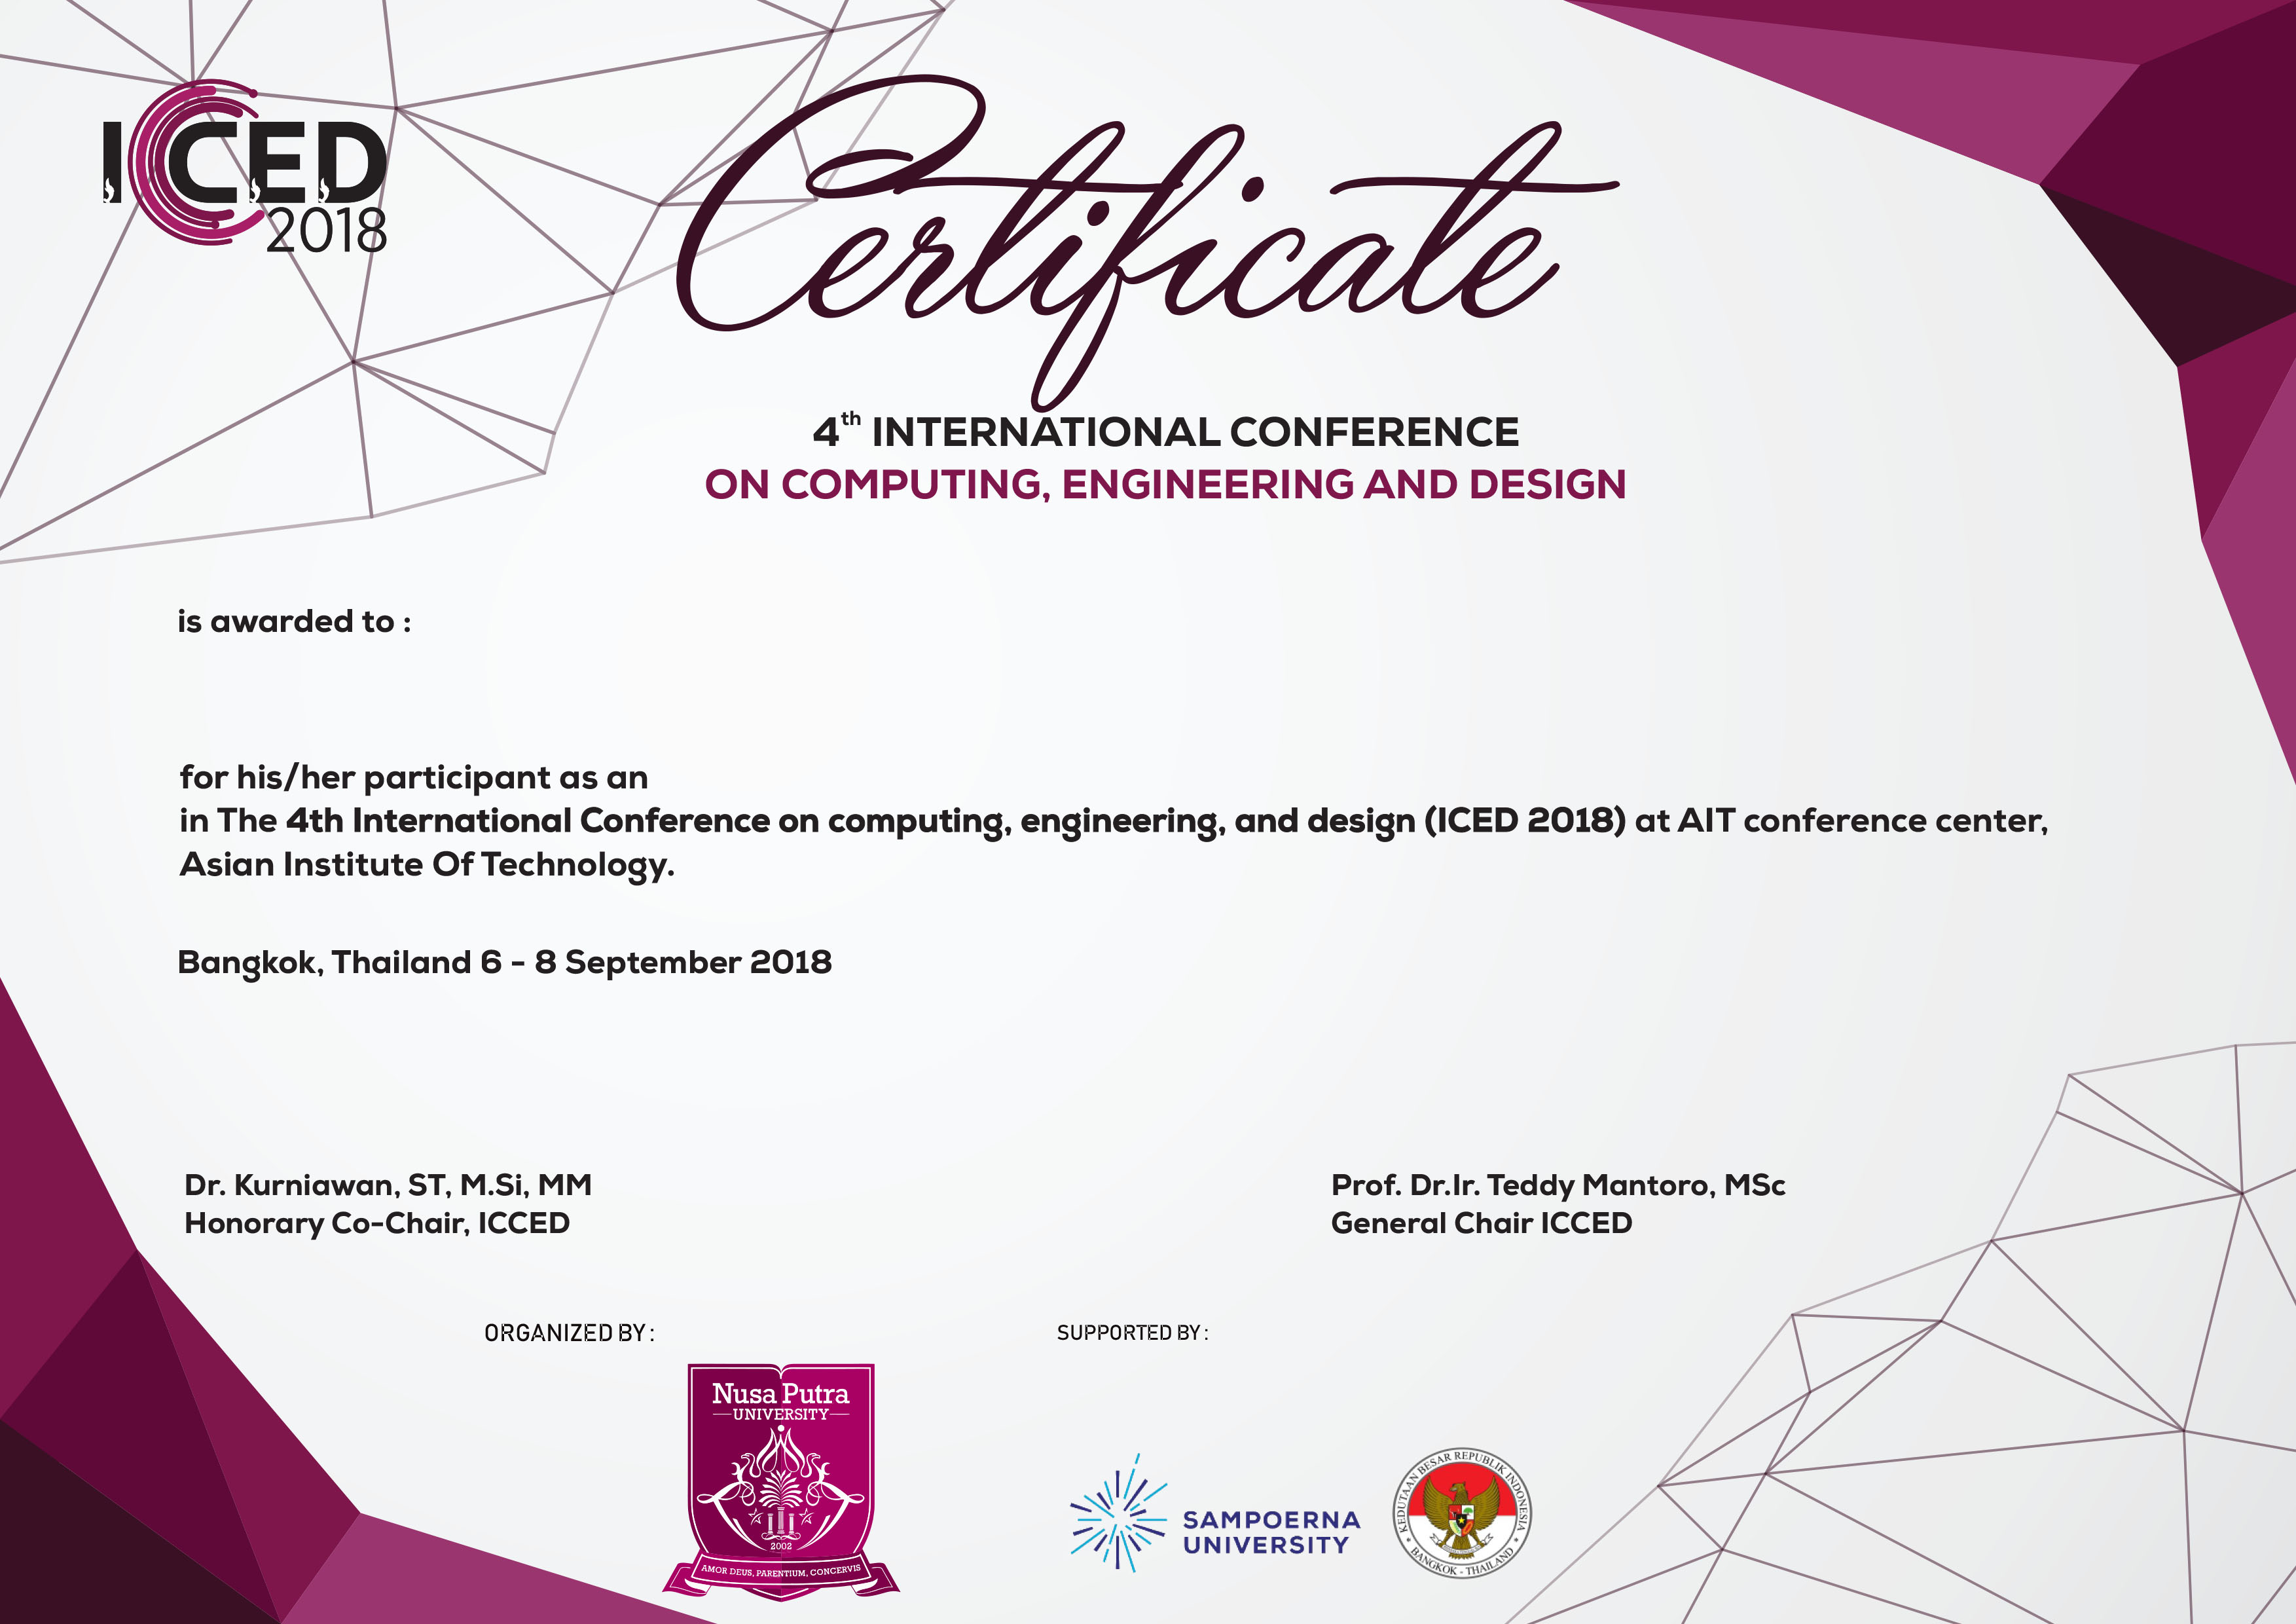 ICCED
2018
Certificate
4th INTERNATIONAL CONFERENCE
ON COMPUTING, ENGINEERING AND DESIGN
is awarded to :
for his/her participant as an
in The 4th International Conference on computing, engineering, and design (ICED 2018) at AIT conference center,
Asian Institute Of Technology.
Bangkok, Thailand 6 - 8 September 2018
Dr. Kurniawan, ST, M.Si, MM
Honorary Co-Chair, ICCED
Prof. Dr.Ir. Teddy Mantoro, MSc
General Chair ICCED
ORGANIZED BY :
SUPPORTED BY :
Nusa Putra
UNIVERSITY
2002
AMOR DEUS, PARENTIUM, CONCERVIS
SAMPOERNA
UNIVERSITY
KEDUTAAN BESAR REPUBLIK INDONESIA
BANGKOK - THAILAND